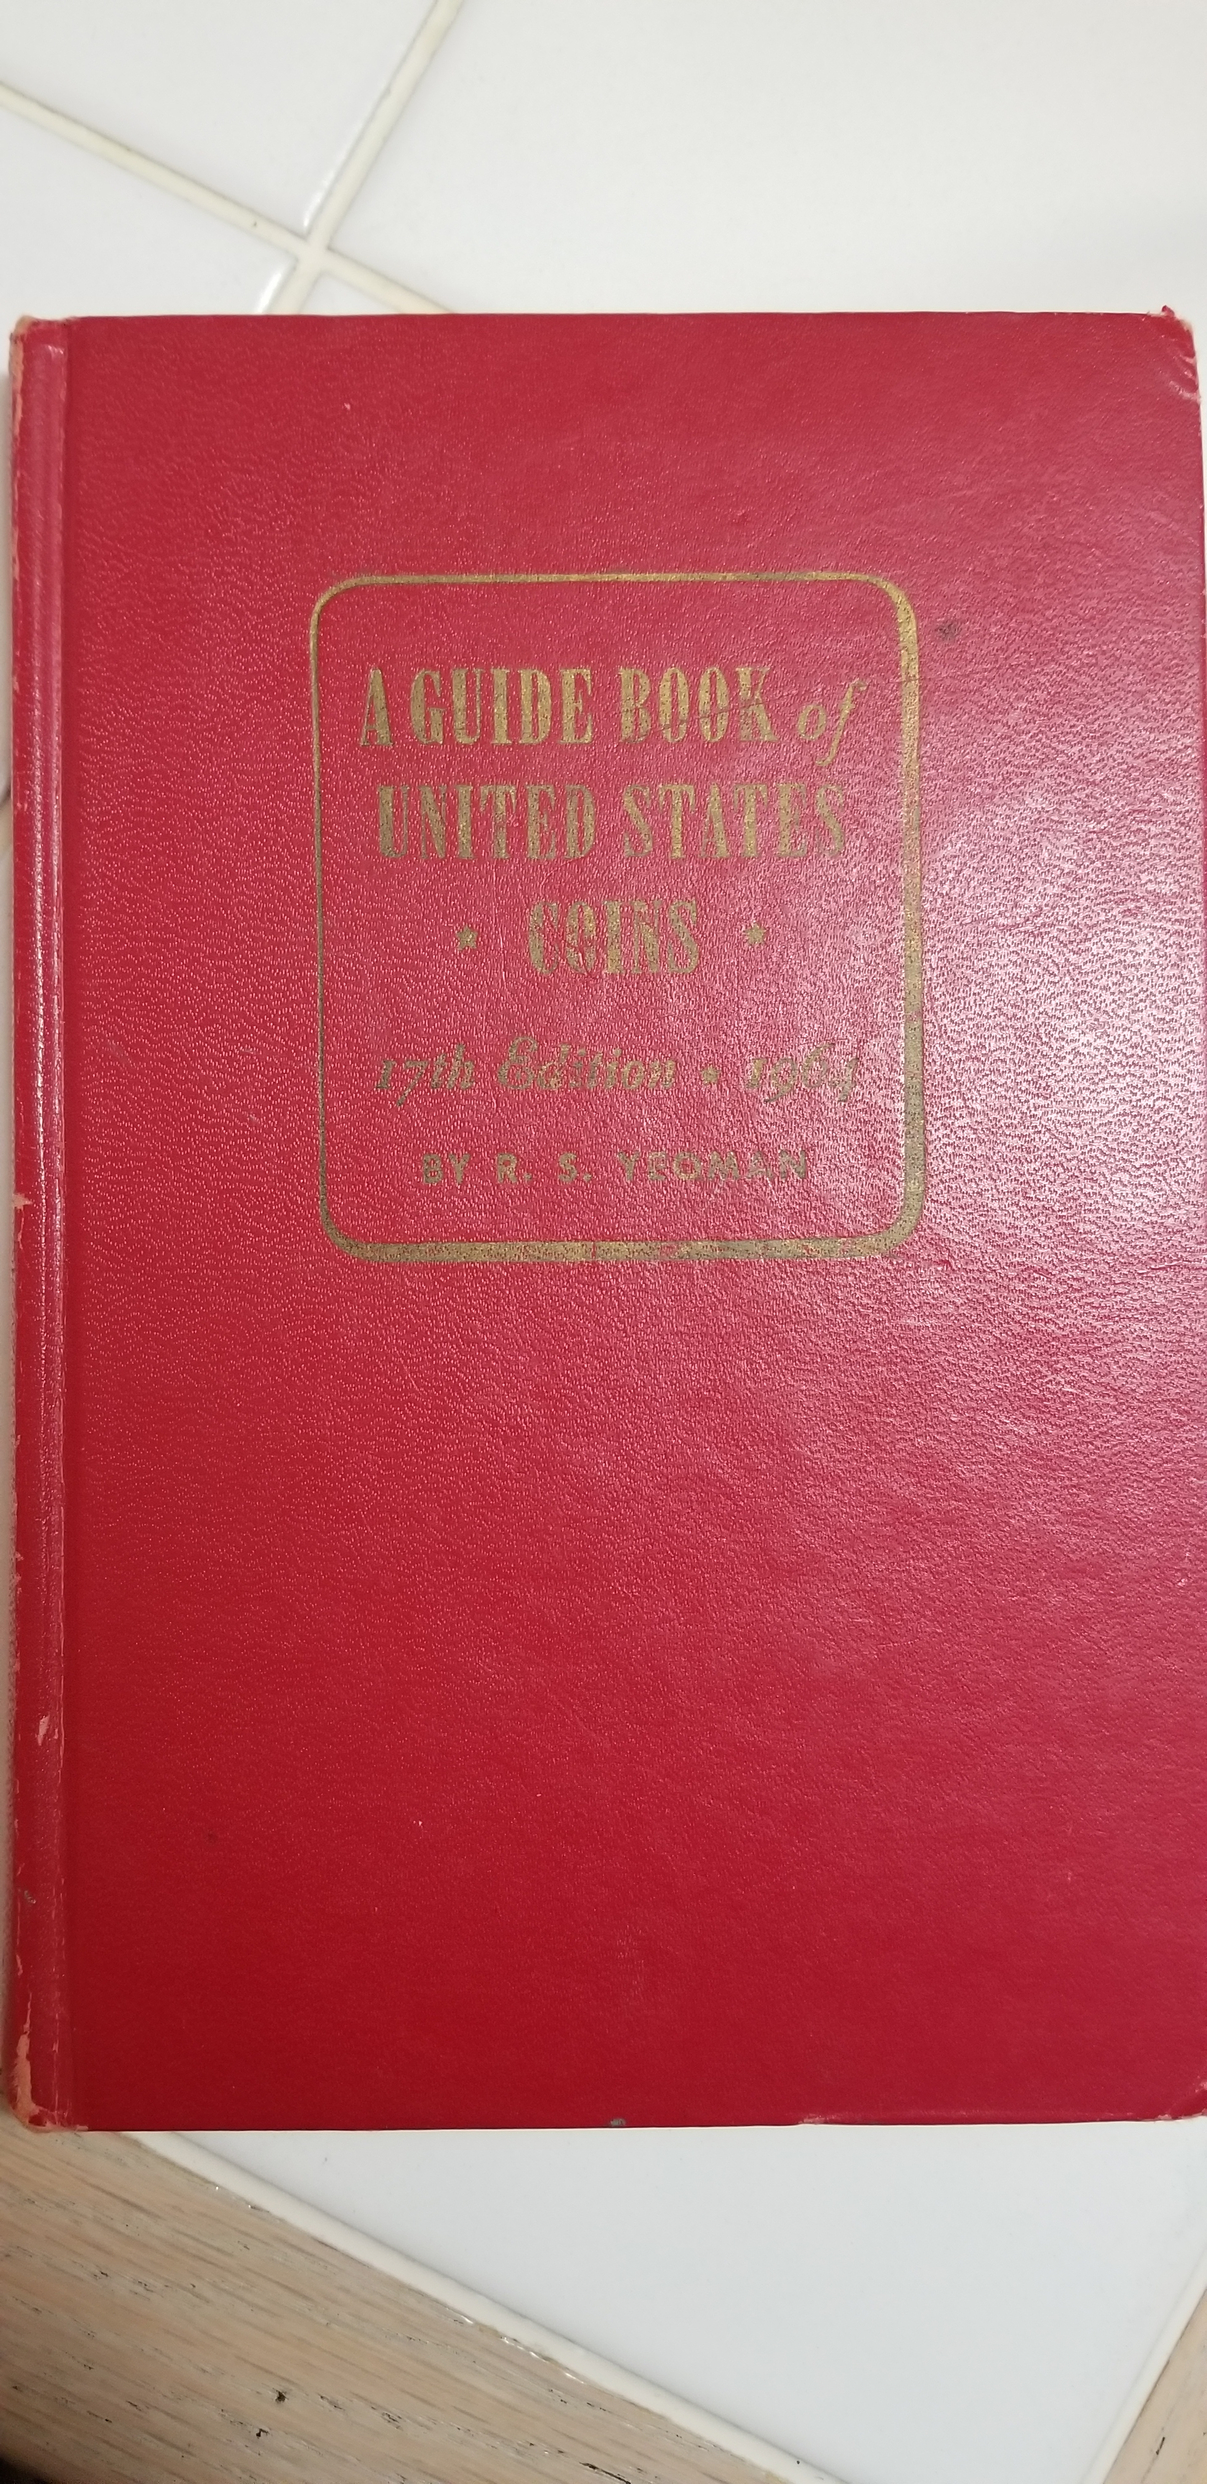 A GUIDE BOOK of
UNITED STATES
★ COINS ★
17th Edition • 1964
BY R. S. YEOMAN